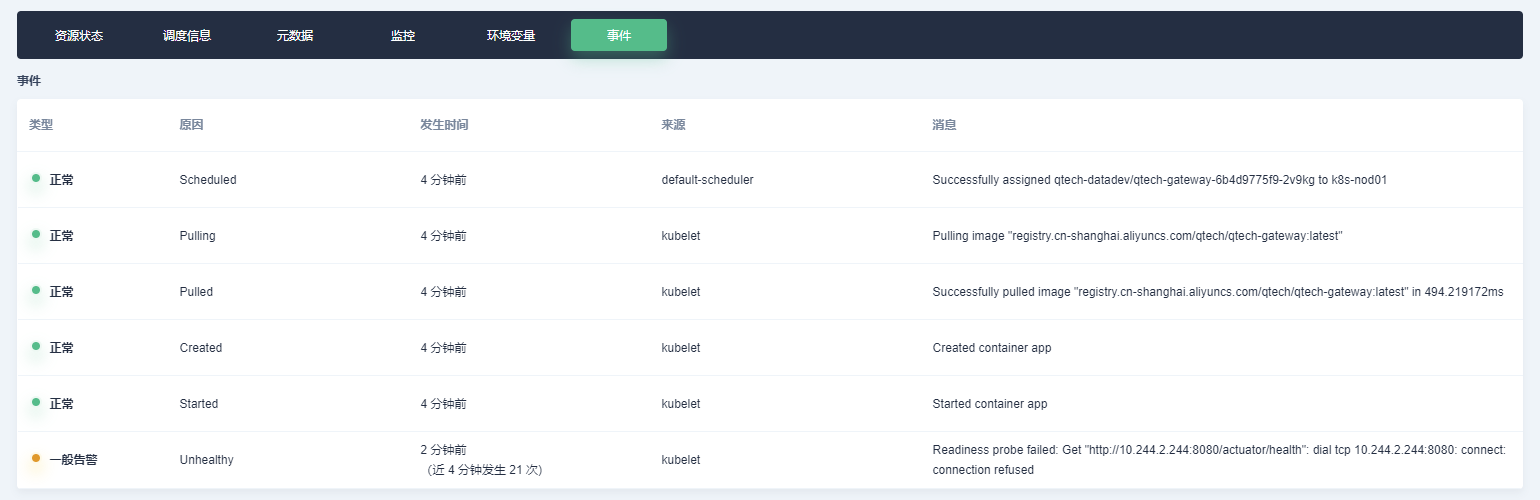 资源状态 调度信息 元数据 监控 环境变量 事件
事件
类型 原因 发生时间 来源 消息
正常 Scheduled 4 分钟前 default-scheduler Successfully assigned qtech-datadev/qtech-gateway-6b4d9775f9-2v9kg to k8s-nod01
正常 Pulling 4 分钟前 kubelet Pulling image "registry.cn-shanghai.aliyuncs.com/qtech/qtech-gateway:latest"
正常 Pulled 4 分钟前 kubelet Successfully pulled image "registry.cn-shanghai.aliyuncs.com/qtech/qtech-gateway:latest" in 494.219172ms
正常 Created 4 分钟前 kubelet Created container app
正常 Started 4 分钟前 kubelet Started container app
一般告警 Unhealthy 2 分钟前 kubelet Readiness probe failed: Get "http://10.244.2.244:8080/actuator/health": dial tcp 10.244.2.244:8080: connect:
（近 4 分钟发生 21 次） connection refused